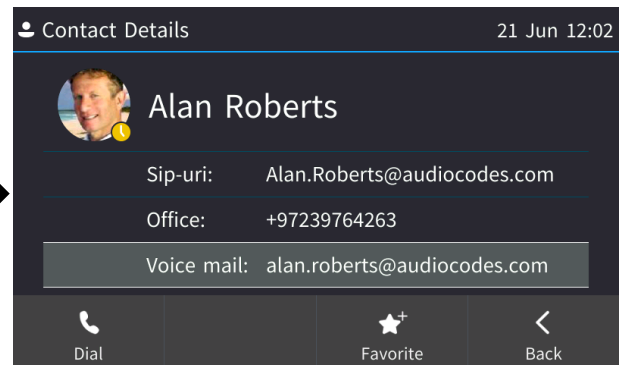 Contact Details 21 Jun 12:02
Alan Roberts
Sip-uri: Alan.Roberts@audiocodes.com
Office: +97239764263
Voice mail: alan.roberts@audiocodes.com
Dial Favorite Back